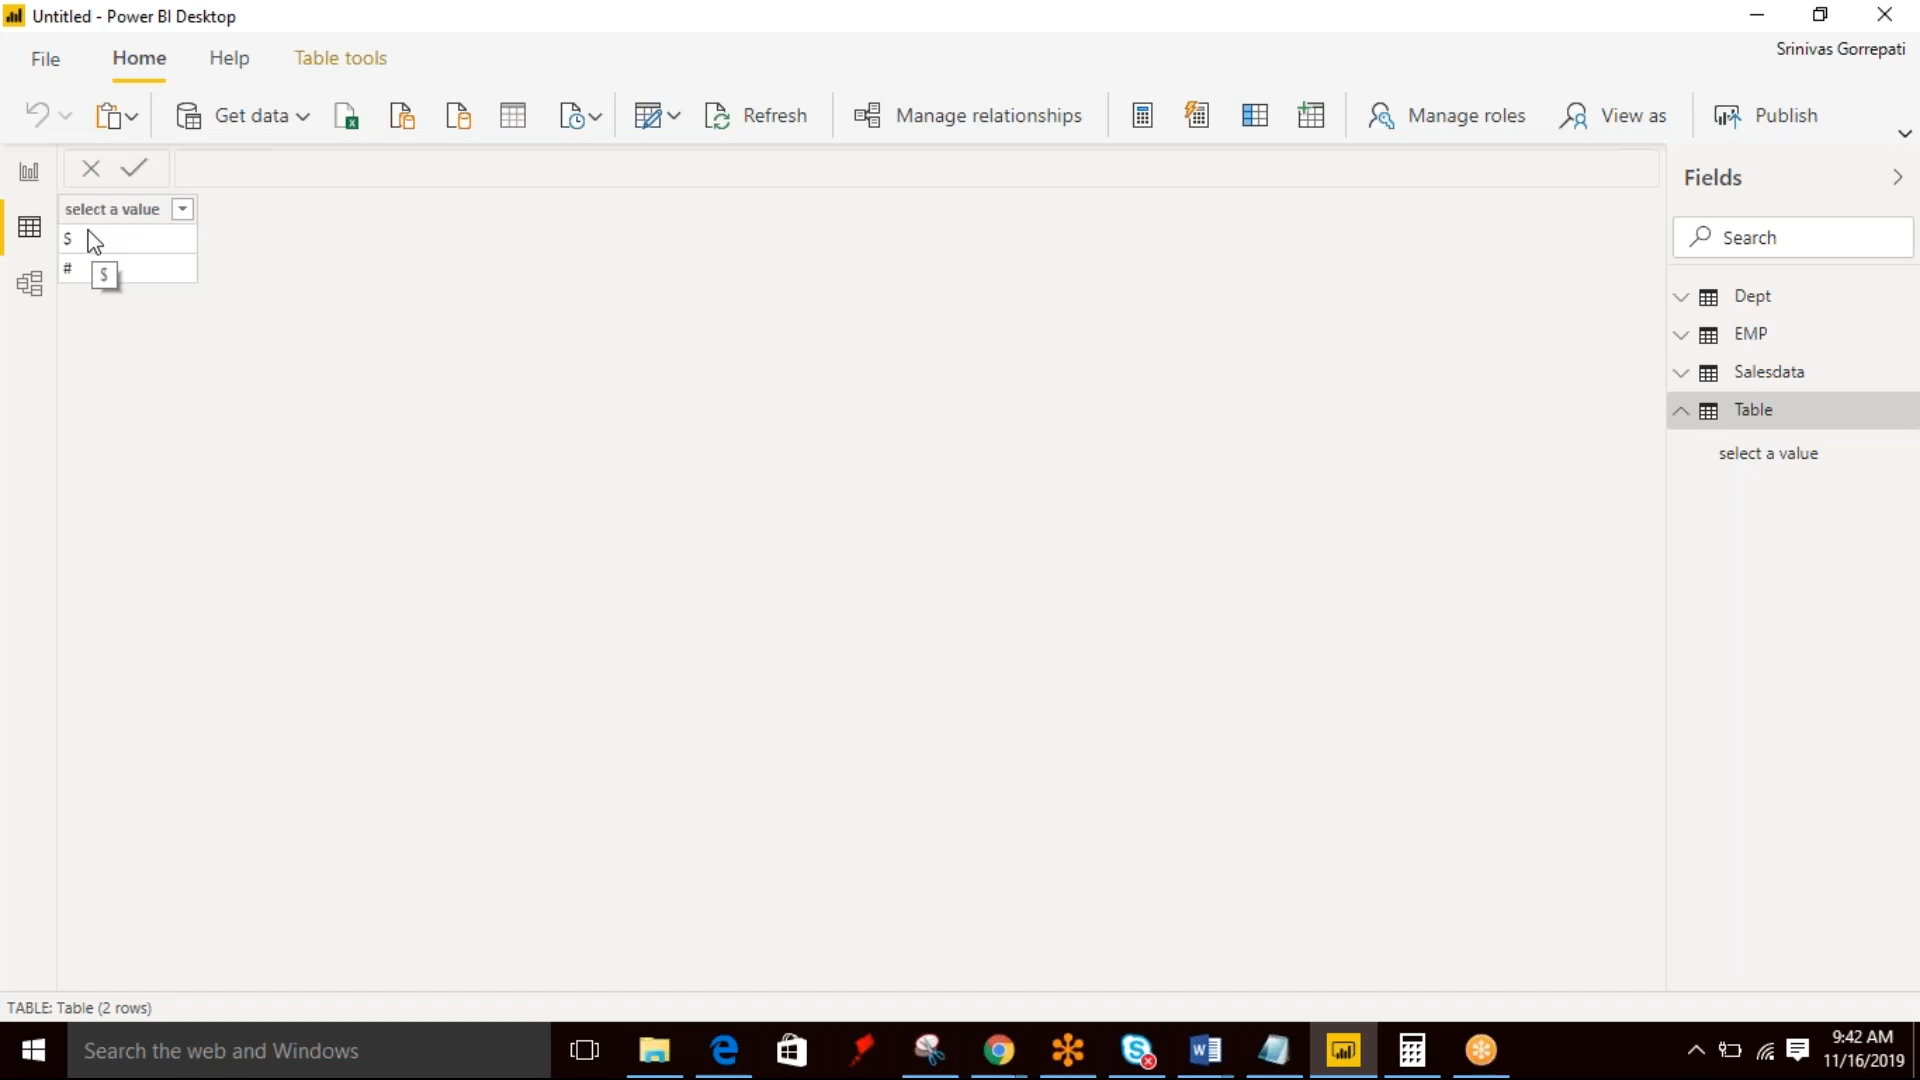 Untitled - Power BI Desktop
File Home Help Table tools
Srinivas Gorrepati
Get data Refresh Manage relationships Manage roles View as Publish
select a value
$
#
$
Fields
Search
Dept
EMP
Salesdata
Table
select a value
TABLE: Table (2 rows)
Search the web and Windows
9:42 AM
11/16/2019